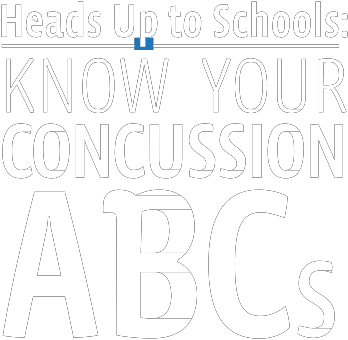 Heads Up to Schools:
KNOW YOUR
CONCUSSION
ABCs